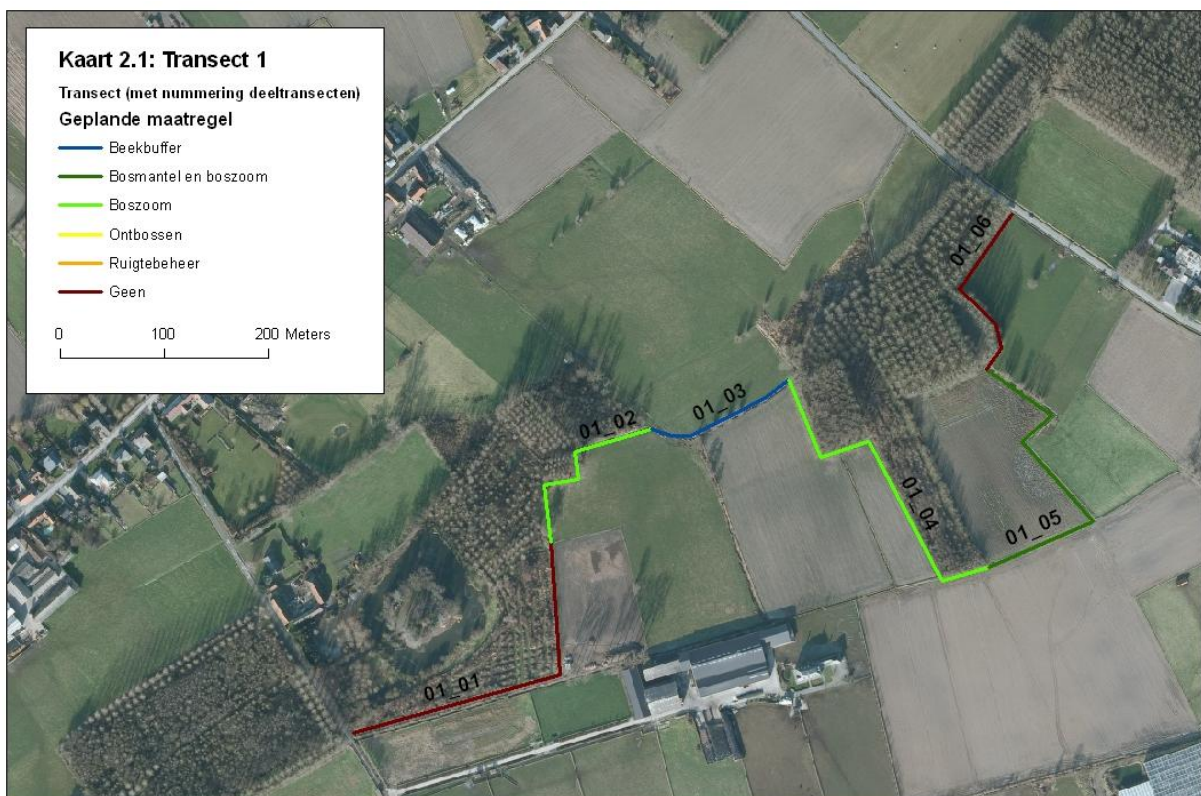 Kaart 2.1: Transect 1
Transect (met nummering deeltransecten)
Geplande maatregel
Beekbuffer
Bosmantel en boszoom
Boszoom
Ontbossen
Ruigtebeheer
Geen
0 100 200 Meters
01_06
01_03
01_02
01_04
01_05
01_01